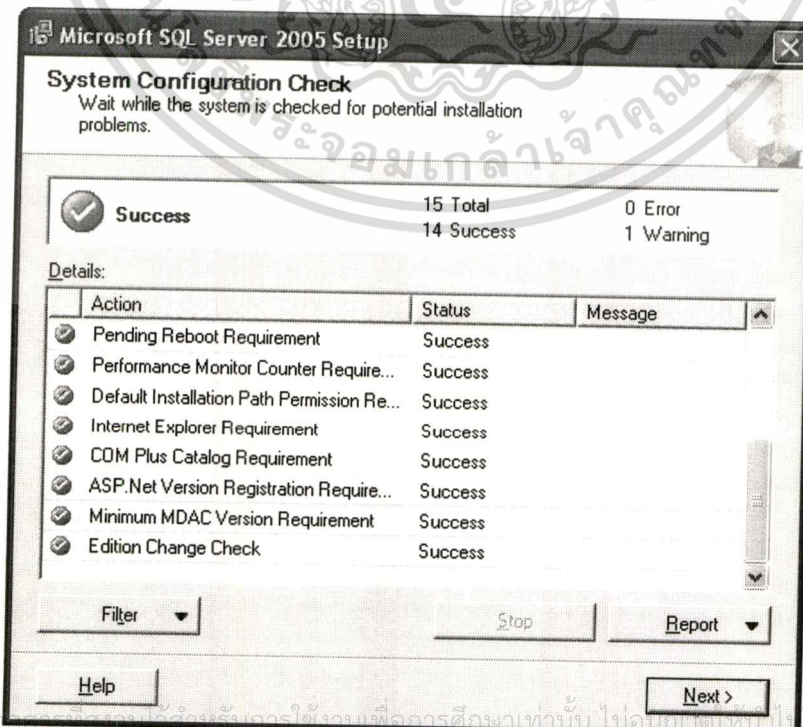 Microsoft SQL Server 2005 Setup
System Configuration Check
Wait while the system is checked for potential installation
problems.
Success
15 Total
0 Error
14 Success
1 Warning
Details:
Action Status Message
Pending Reboot Requirement Success
Performance Monitor Counter Require... Success
Default Installation Path Permission Re... Success
Internet Explorer Requirement Success
COM Plus Catalog Requirement Success
ASP.Net Version Registration Require... Success
Minimum MDAC Version Requirement Success
Edition Change Check Success
Filter
Stop
Report
Help
Next >